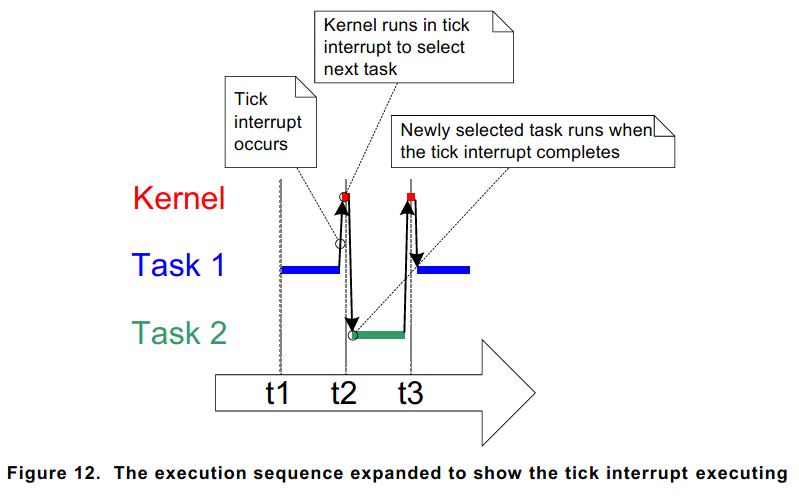 Kernel runs in tick
interrupt to select
next task
Tick
interrupt
occurs
Newly selected task runs when
the tick interrupt completes
Kernel
Task 1
Task 2
t1 t2 t3
Figure 12. The execution sequence expanded to show the tick interrupt executing